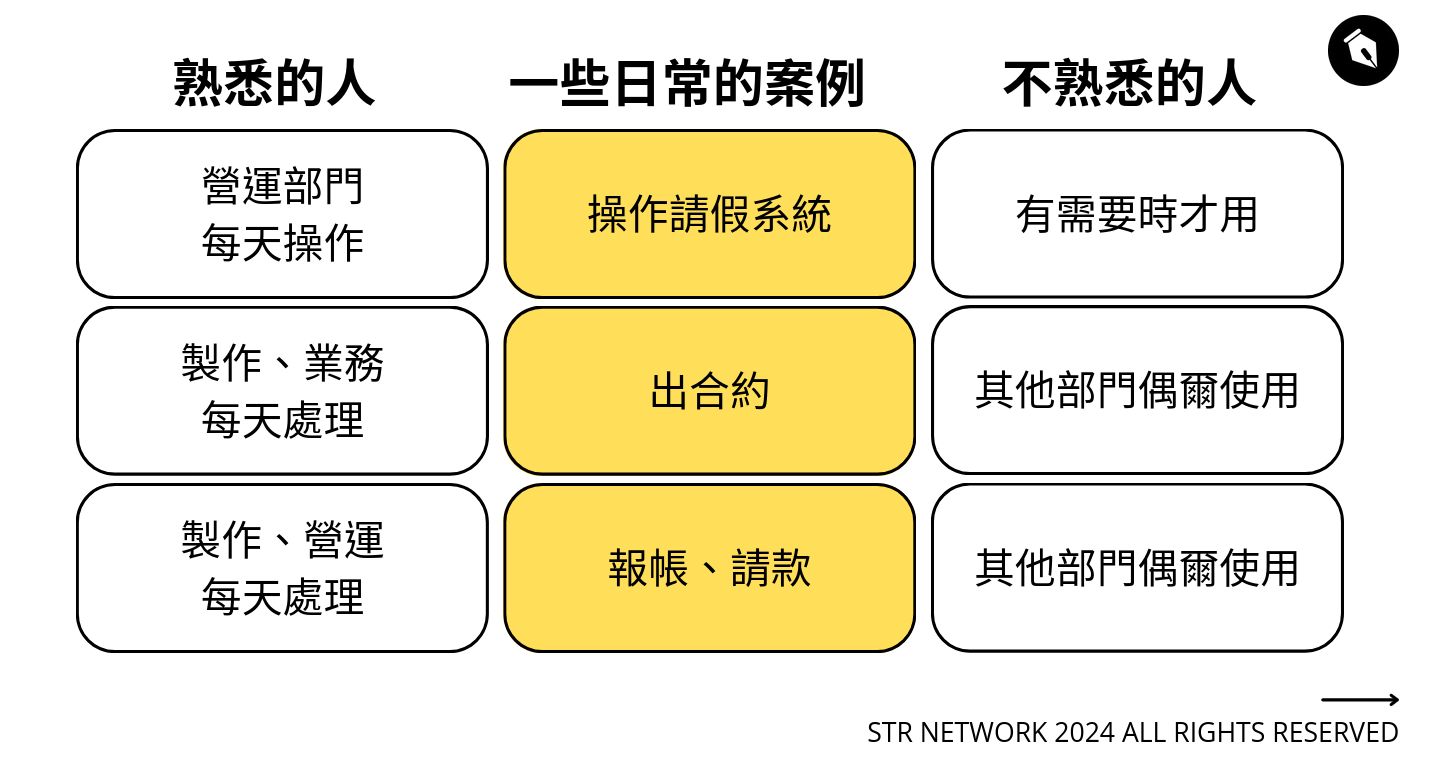 熟悉的人
一些日常的案例
不熟悉的人
營運部門
每天操作
操作請假系統
有需要時才用
製作、業務
每天處理
出合約
其他部門偶爾使用
製作、營運
每天處理
報帳、請款
其他部門偶爾使用
STR NETWORK 2024 ALL RIGHTS RESERVED